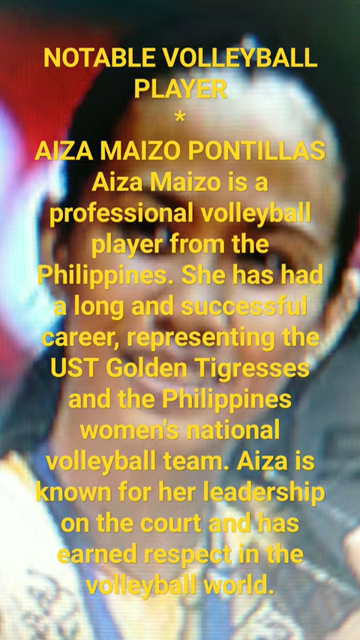 NOTABLE VOLLEYBALL
PLAYER
*
AIZA MAIZO PONTILLAS
Aiza Maizo is a
professional volleyball
player from the
Philippines. She has had
a long and successful
career, representing the
UST Golden Tigresses
and the Philippines
women's national
volleyball team. Aiza is
known for her leadership
on the court and has
earned respect in the
volleyball world.